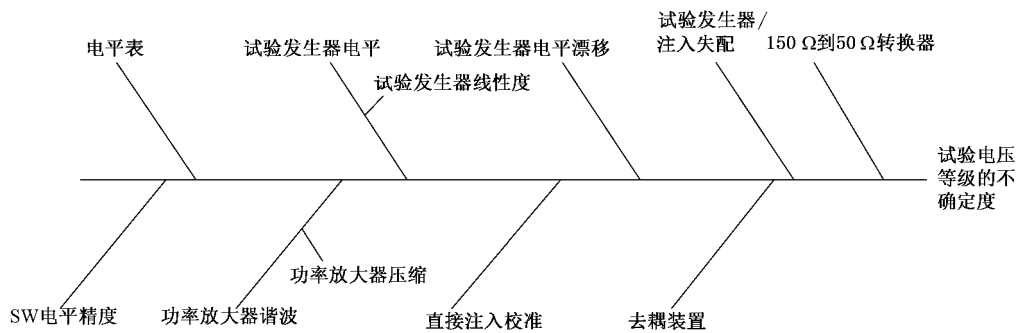 电平表
试验发生器电平
试验发生器电平漂移
试验发生器/
注入失配
150 Ω到50 Ω转换器
试验发生器线性度
试验电压
等级的不
确定度
功率放大器压缩
SW电平精度
功率放大器谐波
直接注入校准
去耦装置